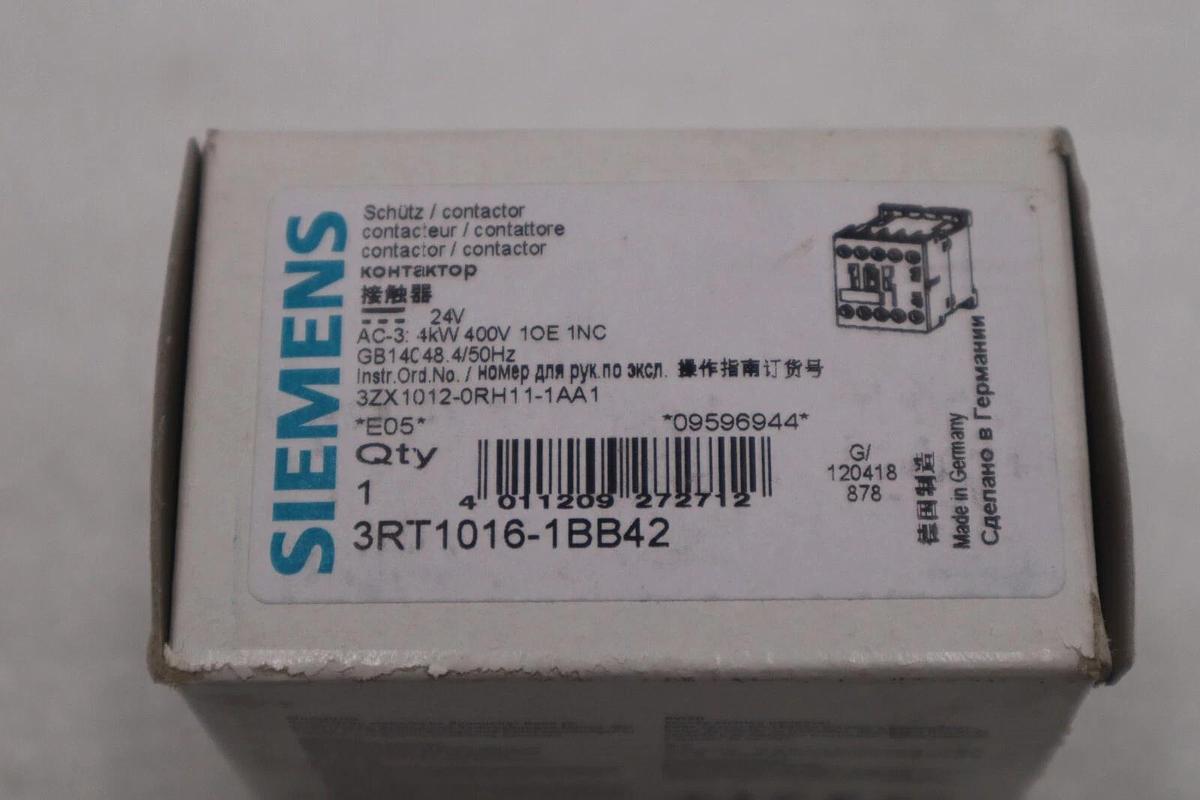 SIEMENS
Schütz / contactor
contacteur / contattore
contactor / contactor
контактор
接触器
24V
AC-3: 4kW 400V 1OE 1NC
GB14C48.4/50Hz
Instr.Ord.No. / номер для рук.по экcл. 操作指南订货号
3ZX1012-0RH11-1AA1
*E05* *09596944*
Qty
1
4 011209 272712
3RT1016-1BB42
G/
120418
878
德国制造
Made in Germany
Сделано в Германии